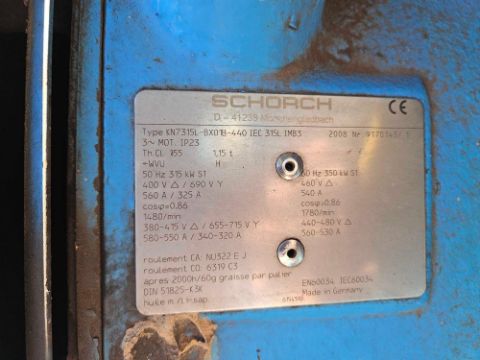 SCHORCH
D - 41238 Mönchengladbach
Type KN7315L-BX01B-440 IEC 315L IMB3 2008 Nr.
3~ MOT. IP23
Th.Cl. 155 1,15 t
WVU H
50 Hz 315 kW S1 60 Hz 350 kW S1
400 V △ / 690 V Y 460 V △
560 A / 325 A 540 A
cosφ=0.86 cosφ=0.86
1480/min 1780/min
380-415 V △ / 655-715 V Y 440-480 V △
580-550 A / 340-320 A 560-530 A
roulement CA: NU322 E J
roulement CO: 6319 C3
apres 2000h/60g graisse par palier EN60034 IEC60034
DIN 51825-K3K Made in Germany
huile m
CE